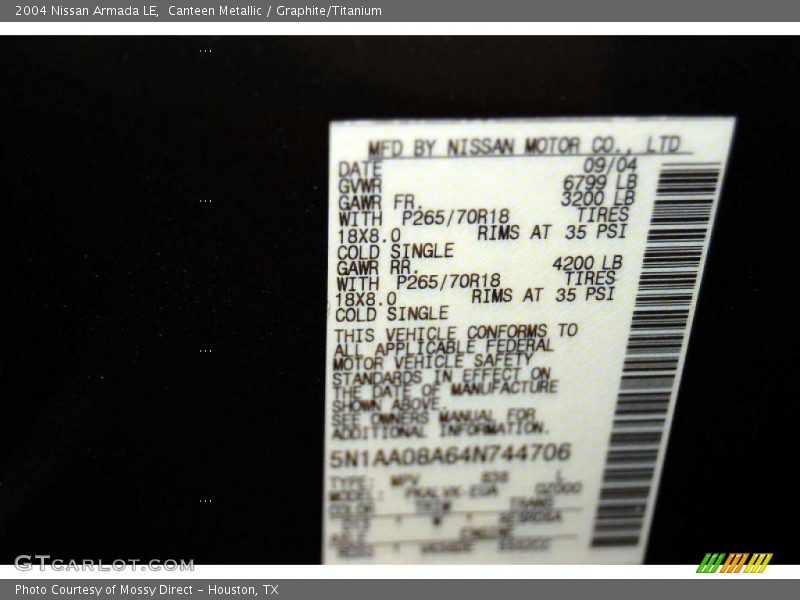 2004 Nissan Armada LE,  Canteen Metallic / Graphite/Titanium
MFD BY NISSAN MOTOR CO., LTD
DATE 09/04
GVWR 6799 LB
GAWR FR. 3200 LB
WITH P265/70R18 TIRES
18X8.0 RIMS AT 35 PSI
COLD SINGLE
GAWR RR. 4200 LB
WITH P265/70R18 TIRES
18X8.0 RIMS AT 35 PSI
COLD SINGLE
THIS VEHICLE CONFORMS TO
ALL APPLICABLE FEDERAL
MOTOR VEHICLE SAFETY
STANDARDS IN EFFECT ON
THE DATE OF MANUFACTURE
SHOWN ABOVE.
SEE OWNERS MANUAL FOR
ADDITIONAL INFORMATION.
5N1AA08A64N744706
TYPE: MPV
MODEL:
COLOR TRIM TRANS
GTCARLOT.COM
Photo Courtesy of Mossy Direct - Houston, TX